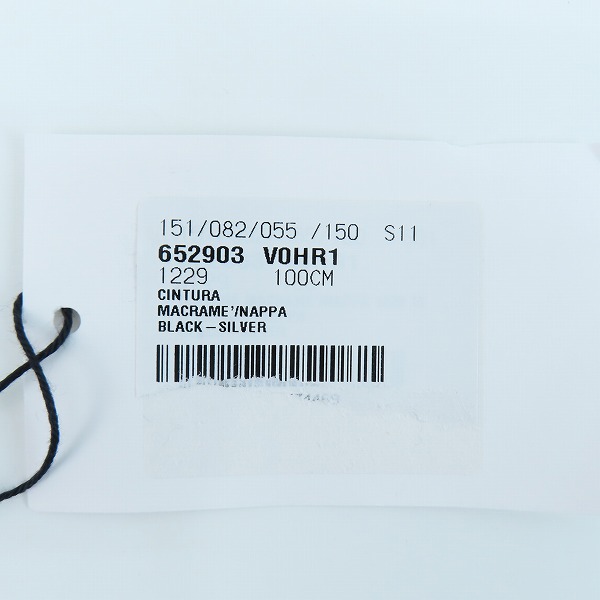 151/082/055 /150 S11
652903 V0HR1
1229 100CM
CINTURA
MACRAME'/NAPPA
BLACK-SILVER